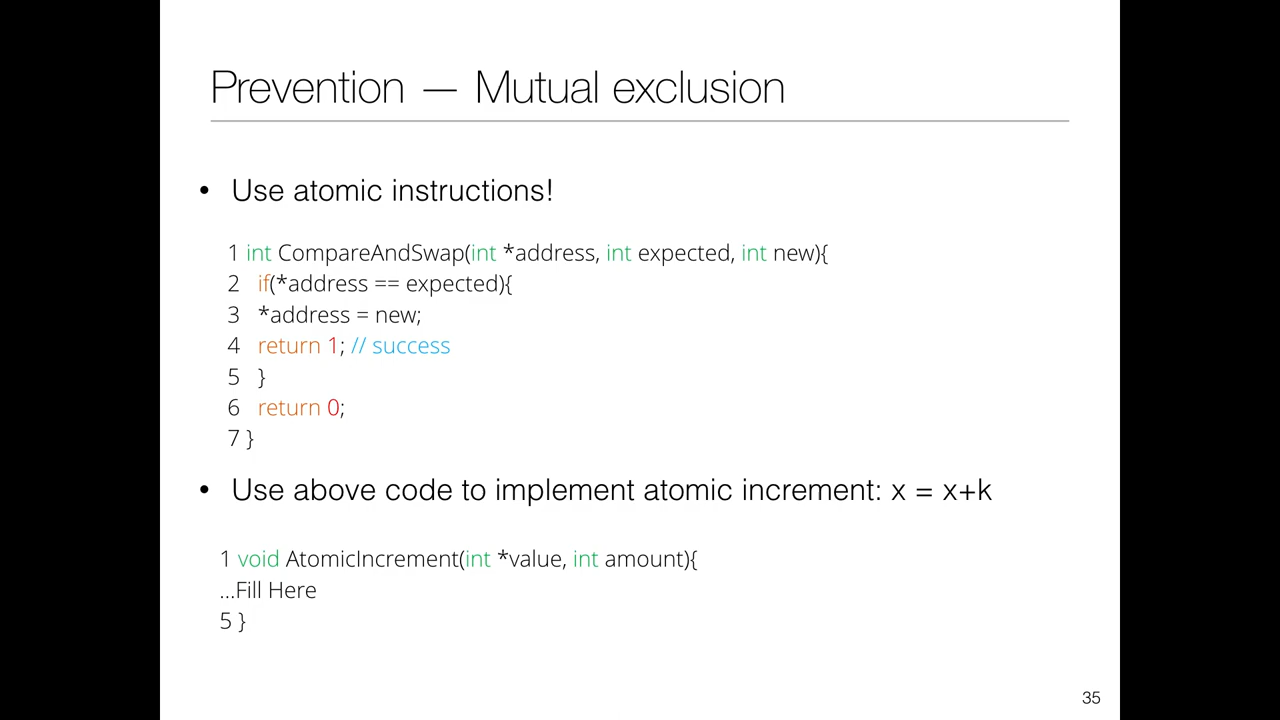 Prevention — Mutual exclusion
• Use atomic instructions!
1 int CompareAndSwap(int *address, int expected, int new){
2 if(*address == expected){
3 *address = new;
4 return 1; // success
5 }
6 return 0;
7 }
• Use above code to implement atomic increment: x = x+k
1 void AtomicIncrement(int *value, int amount){
...Fill Here
5 }
35